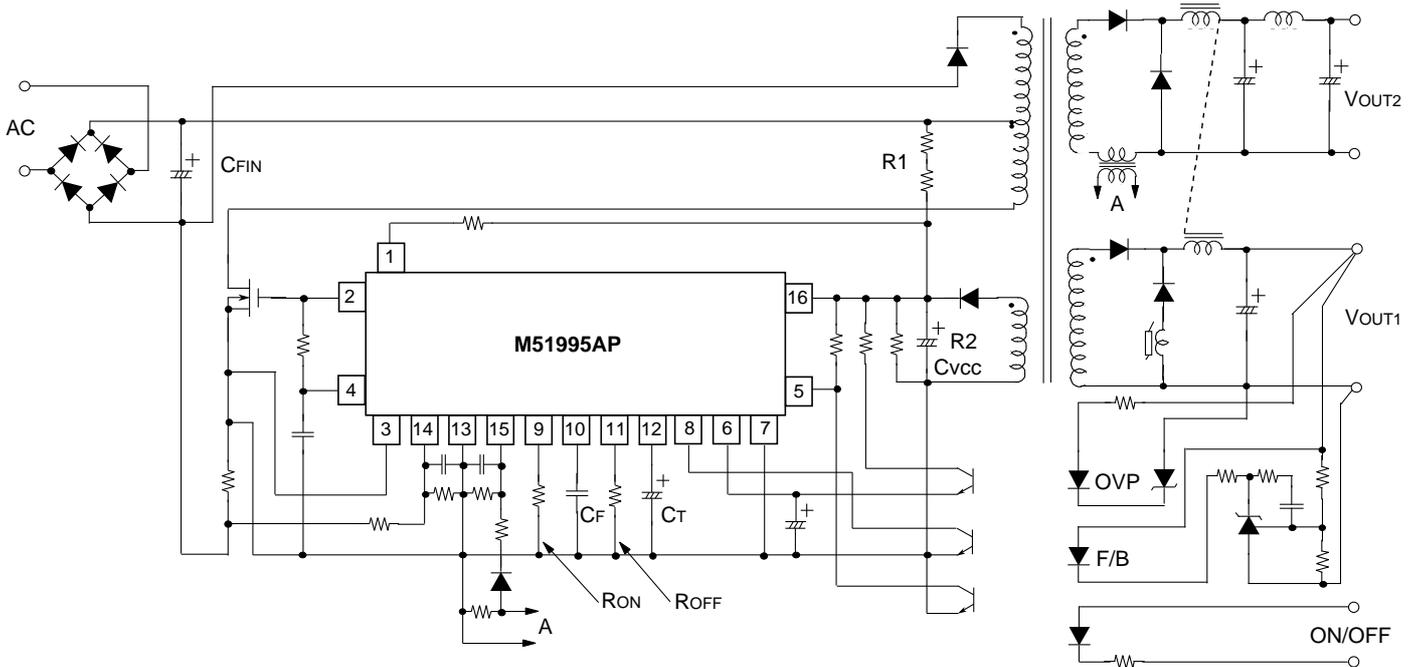 AC
+
CFIN
R1
+
+
VOUT2
A
1
2
16
M51995AP
+
R2
CVCC
+
VOUT1
4
5
3
14
13
15
9
10
11
12
8
6
7
+
CF
CT
+
OVP
F/B
RON
ROFF
A
ON/OFF